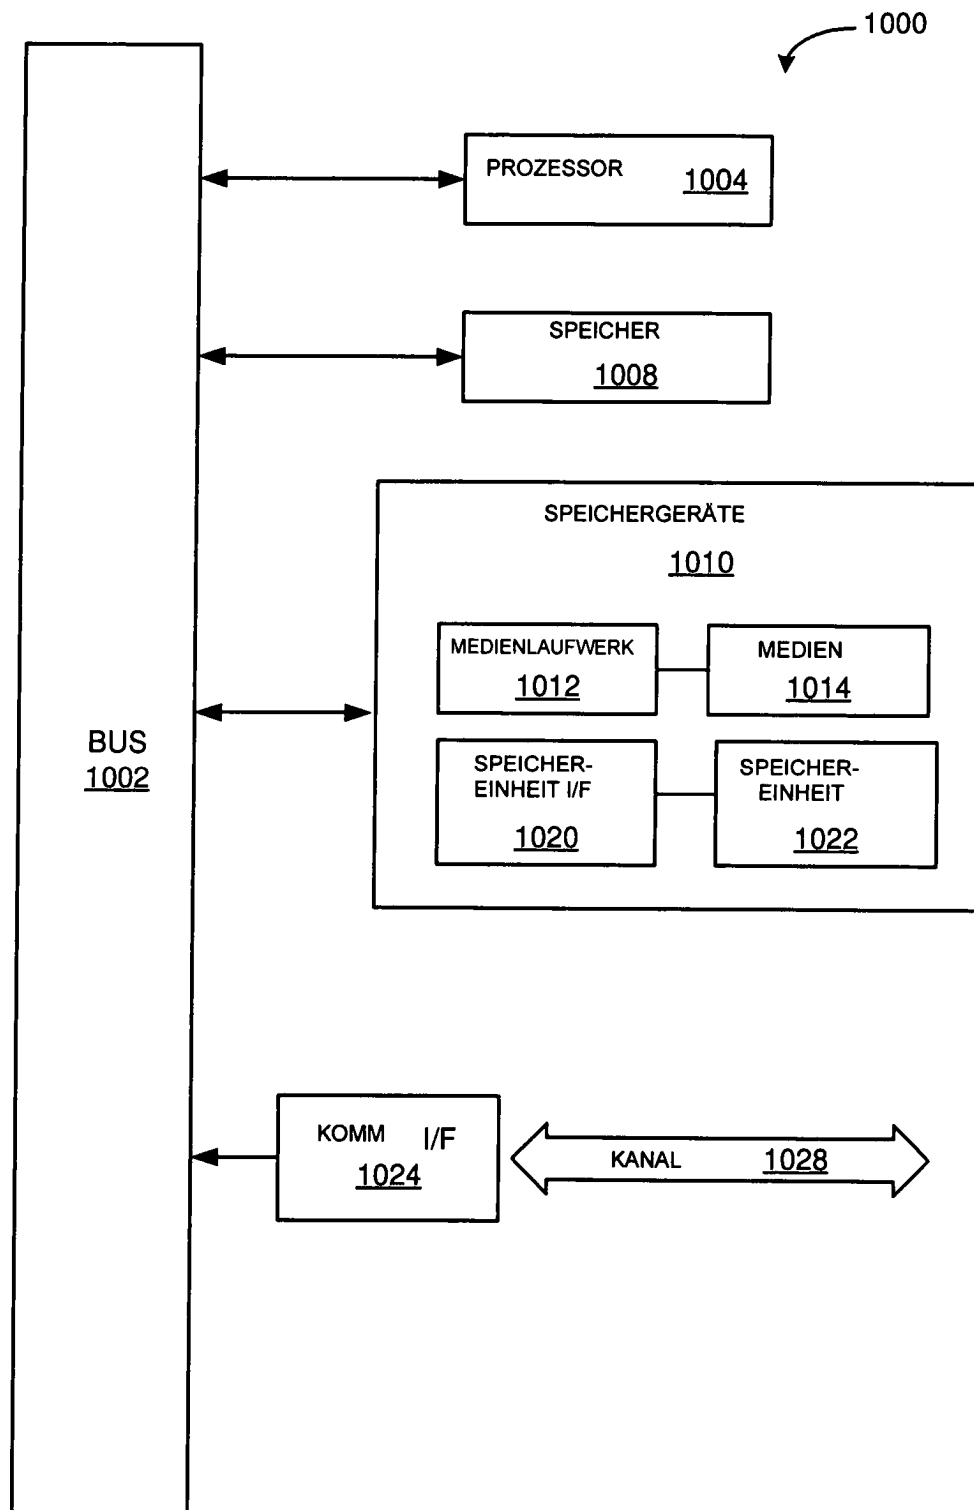 1000
PROZESSOR
1004
SPEICHER
1008
SPEICHERGERÄTE
1010
MEDIENLAUFWERK
1012
MEDIEN
1014
BUS
1002
SPEICHER-
EINHEIT I/F
1020
SPEICHER-
EINHEIT
1022
KOMM I/F
1024
KANAL 1028